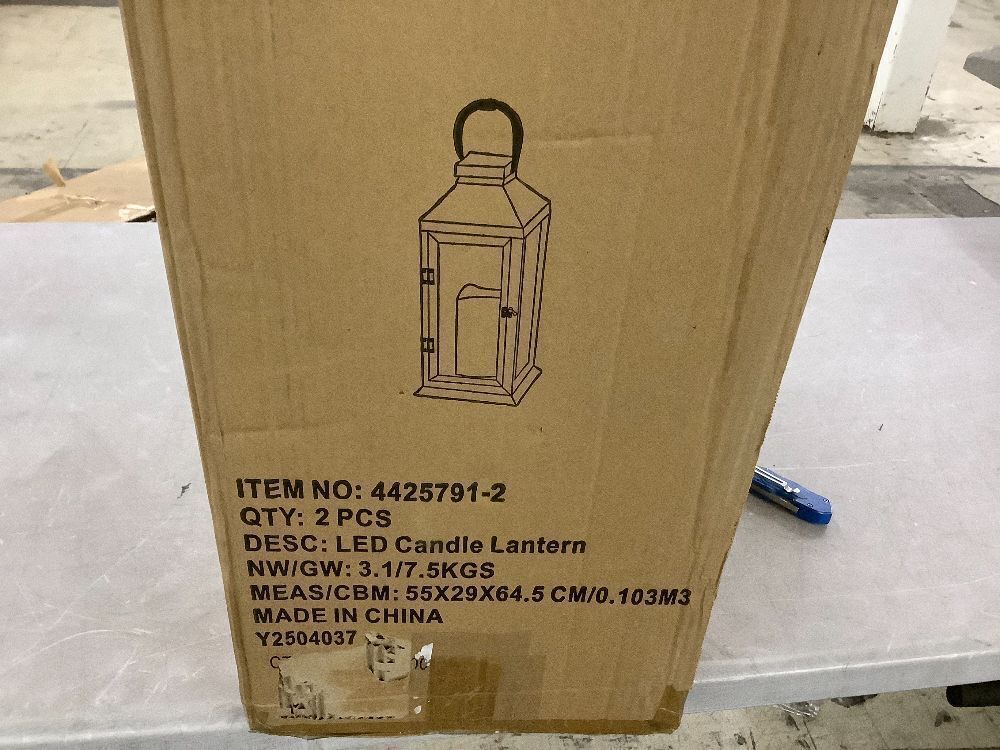 ITEM NO: 4425791-2
QTY: 2 PCS
DESC: LED Candle Lantern
NW/GW: 3.1/7.5KGS
MEAS/CBM: 55X29X64.5 CM/0.103M3
MADE IN CHINA
Y2504037